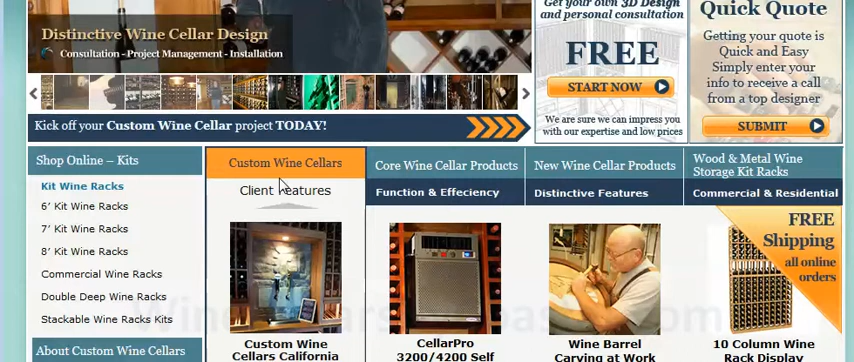 Distinctive Wine Cellar Design
Consultation - Project Management - Installation
Get your own 3D Design
and personal consultation
FREE
START NOW
We are sure we can impress you
with our expertise and low prices
Quick Quote
Getting your quote is
Quick and Easy
Simply enter your
info to receive a call
from a top designer
SUBMIT
Kick off your Custom Wine Cellar project TODAY!
Shop Online – Kits
Kit Wine Racks
6' Kit Wine Racks
7' Kit Wine Racks
8' Kit Wine Racks
Commercial Wine Racks
Double Deep Wine Racks
Stackable Wine Racks Kits
About Custom Wine Cellars
Custom Wine Cellars
Client Features
Custom Wine
Cellars California
Core Wine Cellar Products
Function & Effeciency
CellarPro
3200/4200 Self
New Wine Cellar Products
Distinctive Features
Wine Barrel
Carving at Work
Wood & Metal Wine
Storage Kit Racks
Commercial & Residential
FREE
Shipping
all online
orders
10 Column Wine
Rack Display